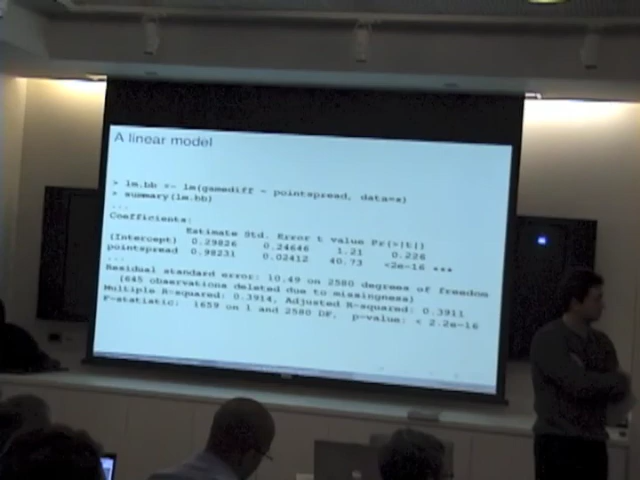 A linear model
> lm.bb <- lm(gamediff ~ pointspread, data=z)
> summary(lm.bb)
...
Coefficients:
Estimate Std. Error t value Pr(>|t|)
(Intercept) 0.29826 0.24646 1.21 0.226
pointspread 0.98231 0.02412 40.73 <2e-16 ***
...
Residual standard error: 10.49 on 2580 degrees of freedom
(645 observations deleted due to missingness)
Multiple R-squared: 0.3914, Adjusted R-squared: 0.3911
F-statistic: 1659 on 1 and 2580 DF, p-value: < 2.2e-16